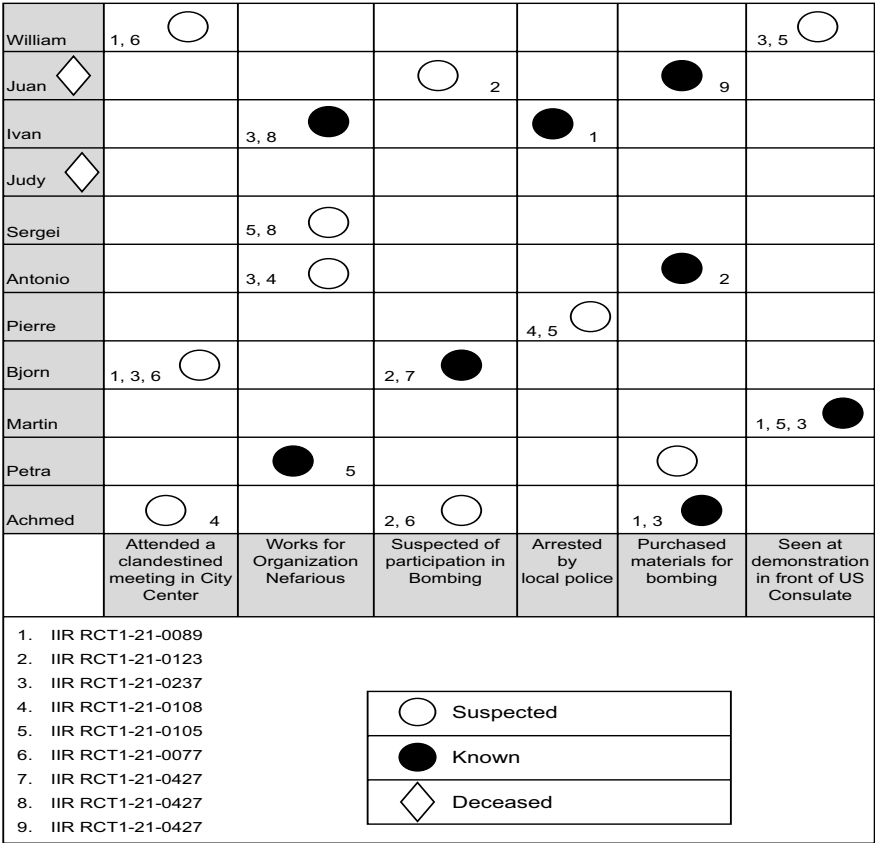 William 1, 6 3, 5
Juan 2 9
Ivan 3, 8 1
Judy
Sergei 5, 8
Antonio 3, 4 2
Pierre 4, 5
Bjorn 1, 3, 6 2, 7
Martin 1, 5, 3
Petra 5
Achmed 4 2, 6 1, 3
Attended a
clandestined
meeting in City
Center
Works for
Organization
Nefarious
Suspected of
participation in
Bombing
Arrested
by
local police
Purchased
materials for
bombing
Seen at
demonstration
in front of US
Consulate
1. IIR RCT1-21-0089
2. IIR RCT1-21-0123
3. IIR RCT1-21-0237
4. IIR RCT1-21-0108
5. IIR RCT1-21-0105
6. IIR RCT1-21-0077
7. IIR RCT1-21-0427
8. IIR RCT1-21-0427
9. IIR RCT1-21-0427
Suspected
Known
Deceased